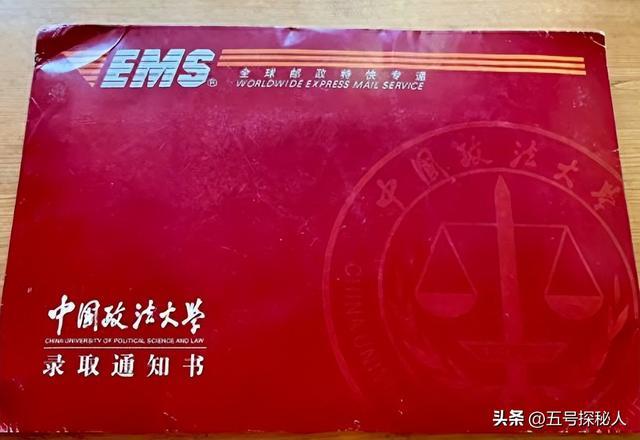 EMS®
全球邮政特快专递
WORLDWIDE EXPRESS MAIL SERVICE
中国政法大学
CHINA U
中国政法大学
CHINA UNIVERSITY OF POLITICAL SCIENCE AND LAW
录取通知书
头条 @五号探秘人